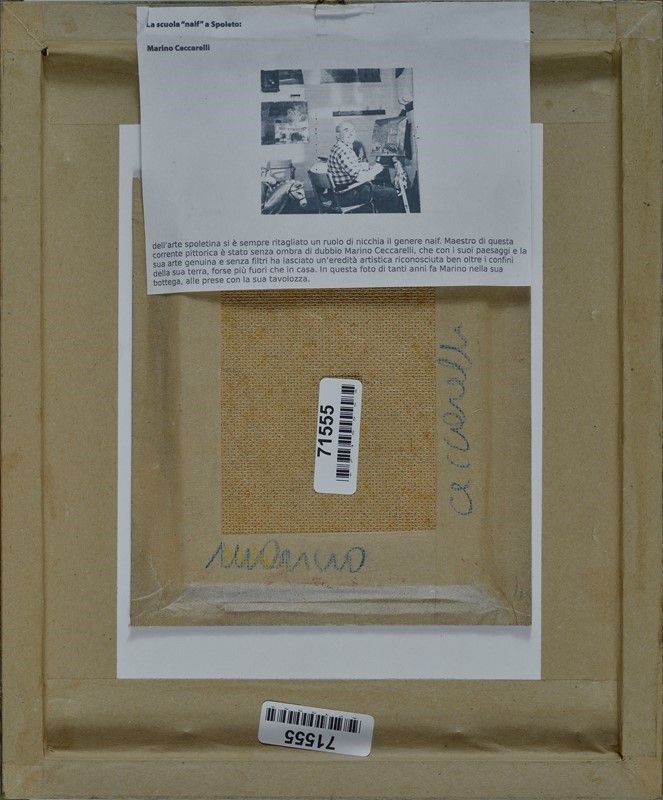 La scuola "naif" a Spoleto:
Marino Ceccarelli
dell'arte spoletina si è sempre ritagliato un ruolo di nicchia il genere naif. Maestro di questa
corrente pittorica è stato senza ombra di dubbio Marino Ceccarelli, che con i suoi paesaggi e la
sua arte genuina e senza filtri ha lasciato un'eredità artistica riconosciuta ben oltre i confini
della sua terra, forse più fuori che in casa. In questa foto di tanti anni fa Marino nella sua
bottega, alle prese con la sua tavolozza.
71555
ceccarelli
marino
71555